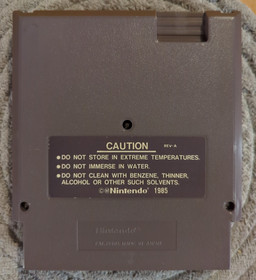 CAUTION REV-A
●DO NOT STORE IN EXTREME TEMPERATURES.
●DO NOT IMMERSE IN WATER.
●DO NOT CLEAN WITH BENZENE, THINNER,
ALCOHOL OR OTHER SUCH SOLVENTS.
©®Nintendo® 1985
Nintendo®